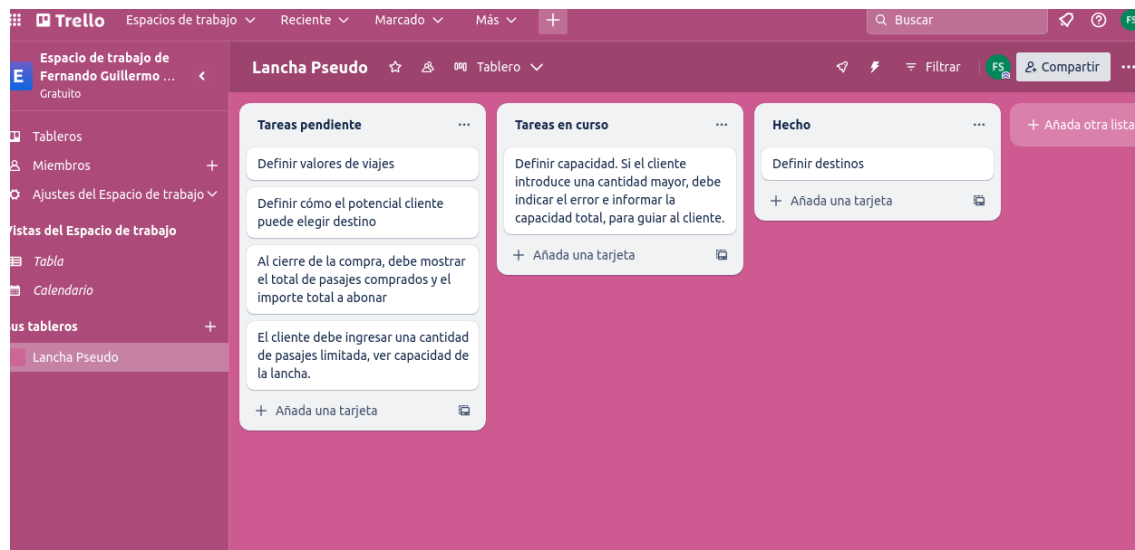 Trello Espacios de trabajo Reciente Marcado Más + Buscar FS
Espacio de trabajo de
E Fernando Guillermo ...
Gratuito
Lancha Pseudo Tablero Filtrar FS Compartir ...
Tableros
Miembros +
Ajustes del Espacio de trabajo
Vistas del Espacio de trabajo
Tabla
Calendario
us tableros +
Lancha Pseudo
Tareas pendiente ...
Definir valores de viajes
Definir cómo el potencial cliente
puede elegir destino
Al cierre de la compra, debe mostrar
el total de pasajes comprados y el
importe total a abonar
El cliente debe ingresar una cantidad
de pasajes limitada, ver capacidad de
la lancha.
+ Añada una tarjeta
Tareas en curso ...
Definir capacidad. Si el cliente
introduce una cantidad mayor, debe
indicar el error e informar la
capacidad total, para guiar al cliente.
+ Añada una tarjeta
Hecho ...
Definir destinos
+ Añada una tarjeta
+ Añada otra lista